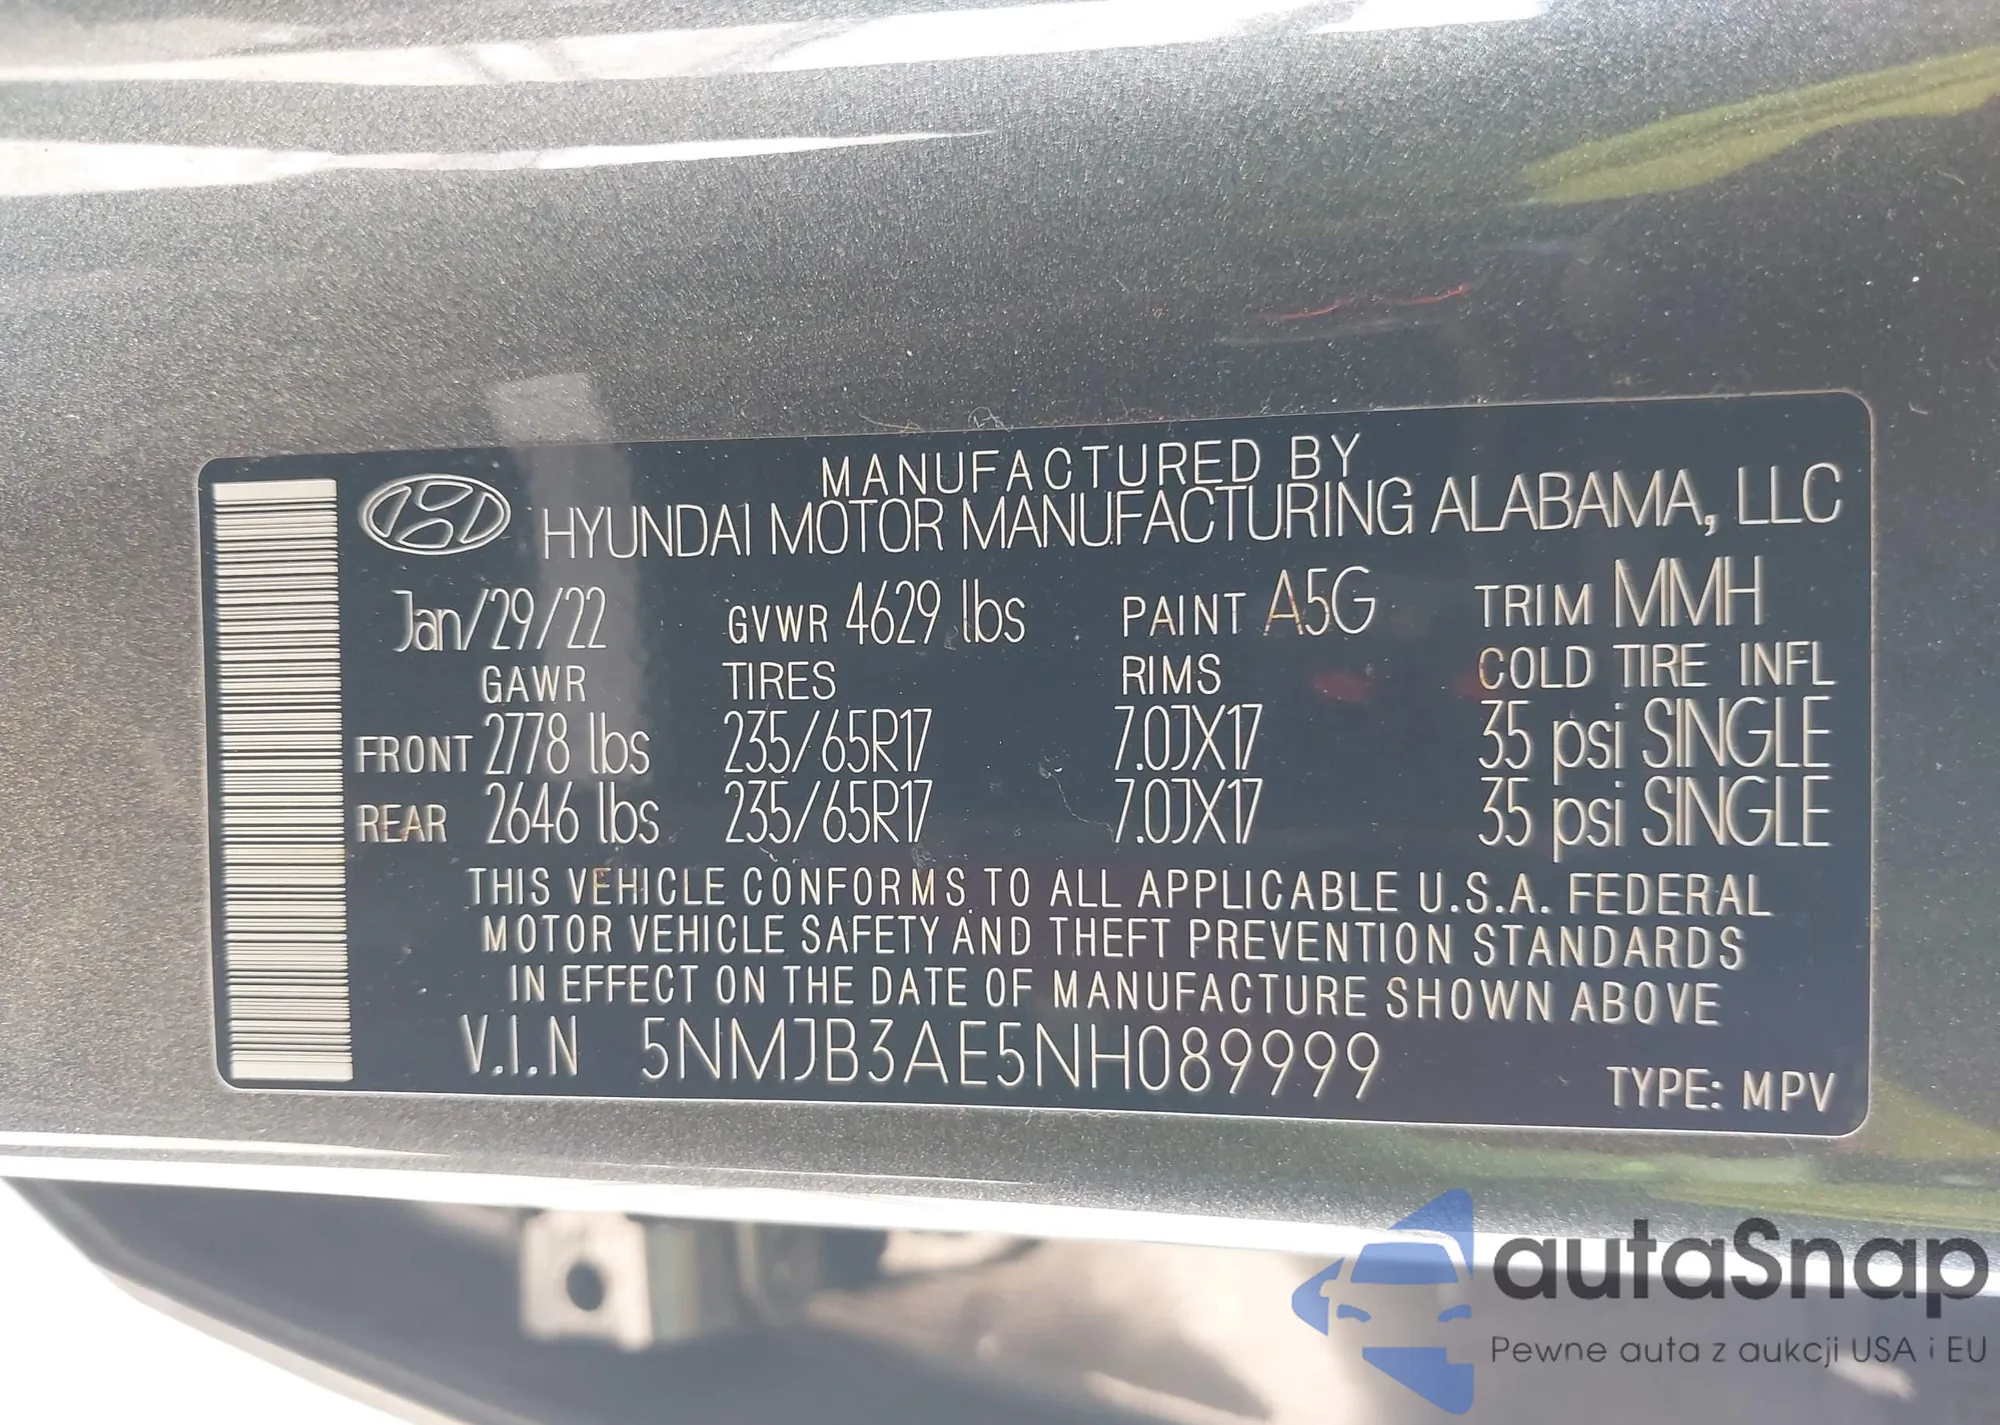 MANUFACTURED BY
HYUNDAI MOTOR MANUFACTURING ALABAMA, LLC
Jan/29/22 GVWR 4629 lbs PAINT A5G TRIM MMH
GAWR TIRES RIMS COLD TIRE INFL
FRONT 2778 lbs 235/65R17 7.0JX17 35 psi SINGLE
REAR 2646 lbs 235/65R17 7.0JX17 35 psi SINGLE
THIS VEHICLE CONFORMS TO ALL APPLICABLE U.S.A. FEDERAL
MOTOR VEHICLE SAFETY AND THEFT PREVENTION STANDARDS
IN EFFECT ON THE DATE OF MANUFACTURE SHOWN ABOVE
V.I.N 5NMJB3AE5NH089999 TYPE: MPV
autaSnap
Pewne auta z aukcji USA i EU